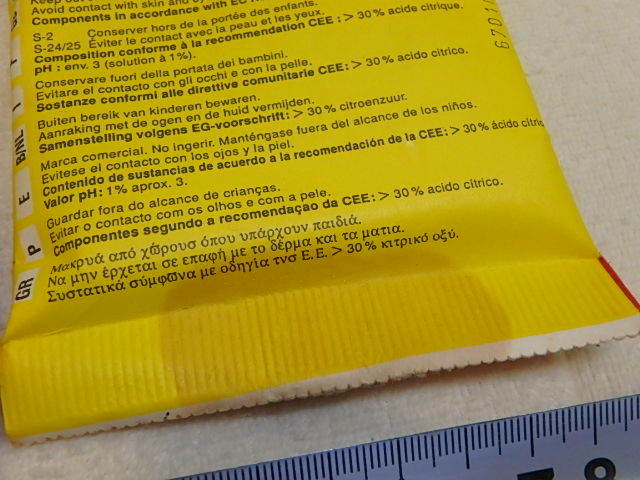 Avoid contact with skin and
Components in accordance with EC
S-2 Conserver hors de la portée des enfants.
S-24/25 Éviter le contact avec la peau et les yeux.
Composition conforme à la recommendation CEE: > 30% acide citrique.
pH : env. 3 (solution à 1%).
I
Conservare fuori della portata dei bambini.
Evitare el contatto con gli occhi e con la pelle.
Sostanze conformi alle direttive comunitarie CEE: > 30% acido citrico.
B/NL
Buiten bereik van kinderen bewaren.
Aanraking met de ogen en de huid vermijden.
Samenstelling volgens EG-voorschrift: > 30% citroenzuur.
E
Marca comercial. No ingerir. Manténgase fuera del alcance de los niños.
Evitese el contacto con los ojos y la piel.
Contenido de sustancias de acuerdo a la recomendación de la CEE: > 30% ácido
Valor pH: 1% aprox. 3.
P
Guardar fora do alcance de crianças.
Evitar o contacto com os olhos e com a pele.
Componentes segundo a recomendaçao da CEE: > 30% acido citrico.
GR
Μακρυά από χῶρουσ όπου υπάρχουν παιδιά.
Να μην έρχεται σε επαφή με το δέρμα και τα ματια.
Συστατικά σύμφωνα με οδηγία τνσ Ε.Ε. > 30% κιτρικό οξύ.